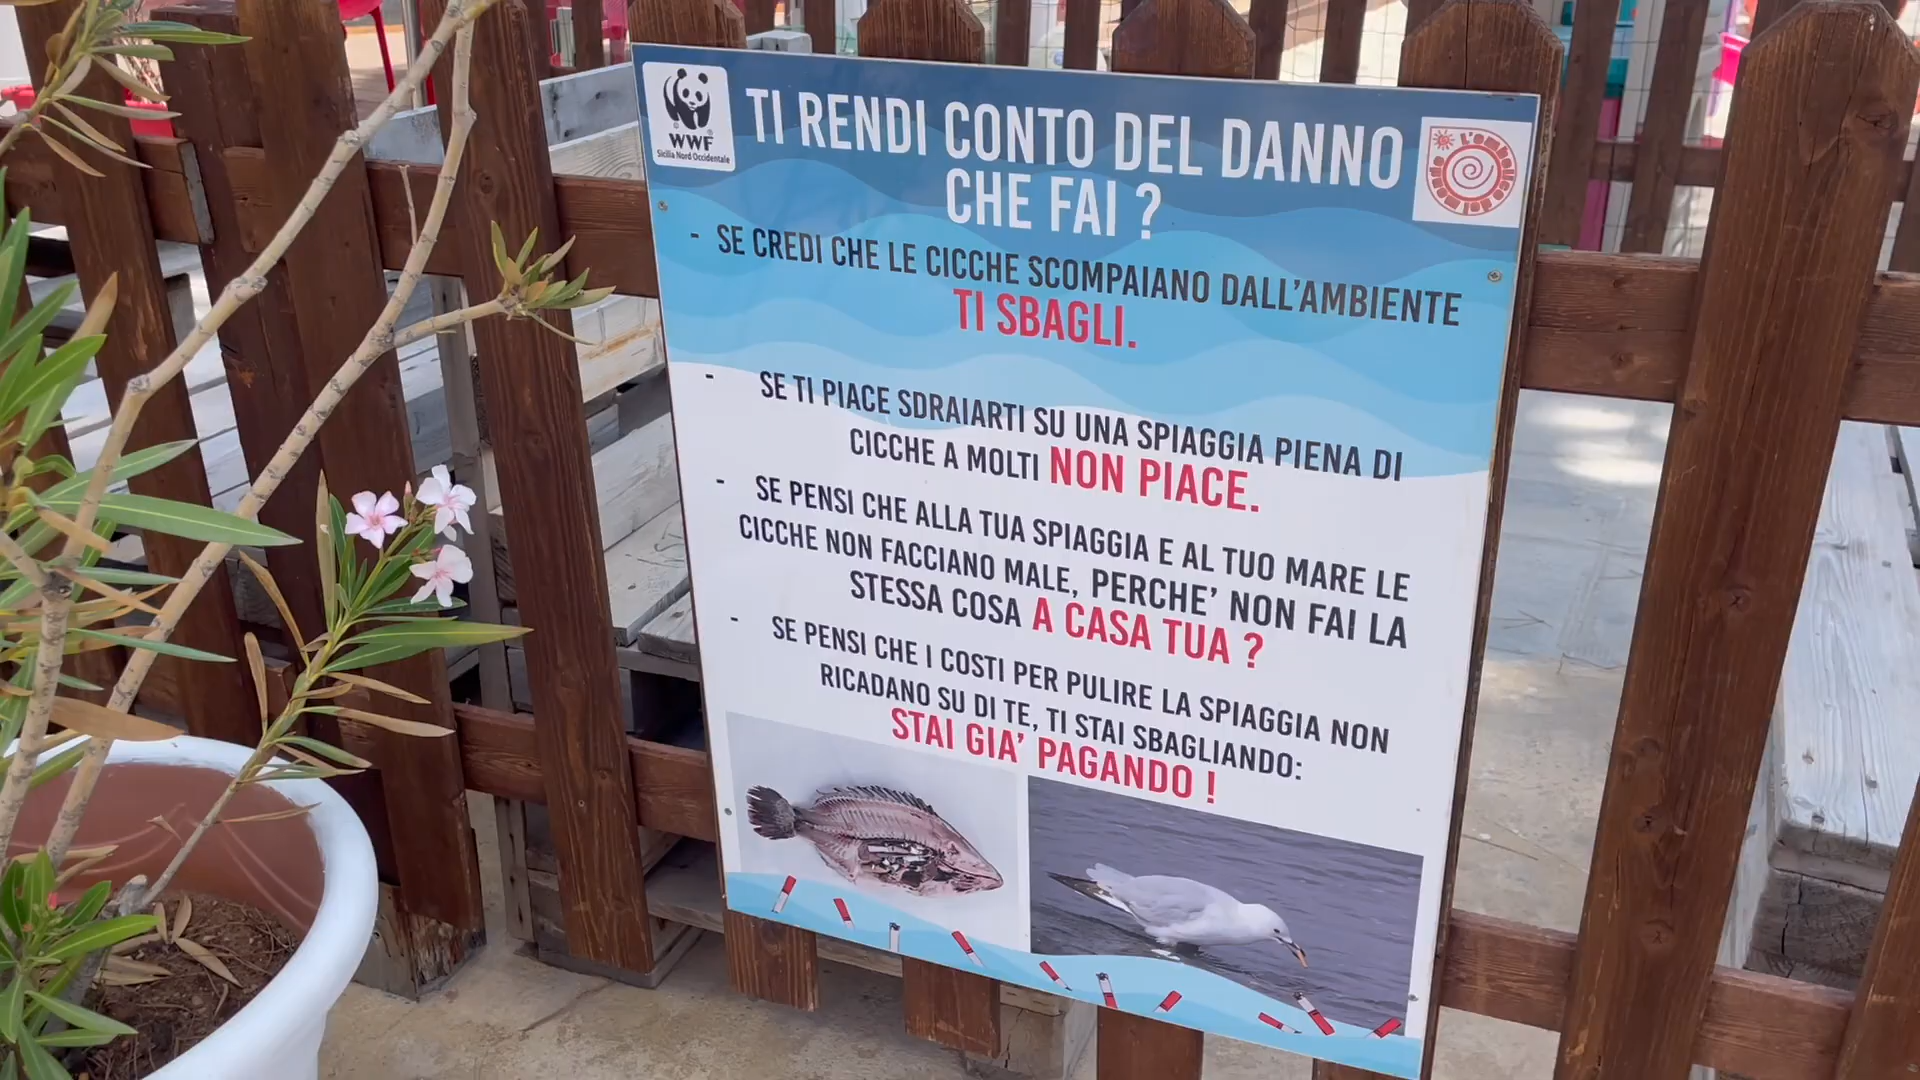 WWF
Sicilia Nord Occidentale
TI RENDI CONTO DEL DANNO
CHE FAI ?
L'ombelico del Mondo
- SE CREDI CHE LE CICCHE SCOMPAIANO DALL'AMBIENTE
TI SBAGLI.
- SE TI PIACE SDRAIARTI SU UNA SPIAGGIA PIENA DI
CICCHE A MOLTI NON PIACE.
- SE PENSI CHE ALLA TUA SPIAGGIA E AL TUO MARE LE
CICCHE NON FACCIANO MALE, PERCHE' NON FAI LA
STESSA COSA A CASA TUA ?
- SE PENSI CHE I COSTI PER PULIRE LA SPIAGGIA NON
RICADANO SU DI TE, TI STAI SBAGLIANDO:
STAI GIA' PAGANDO !